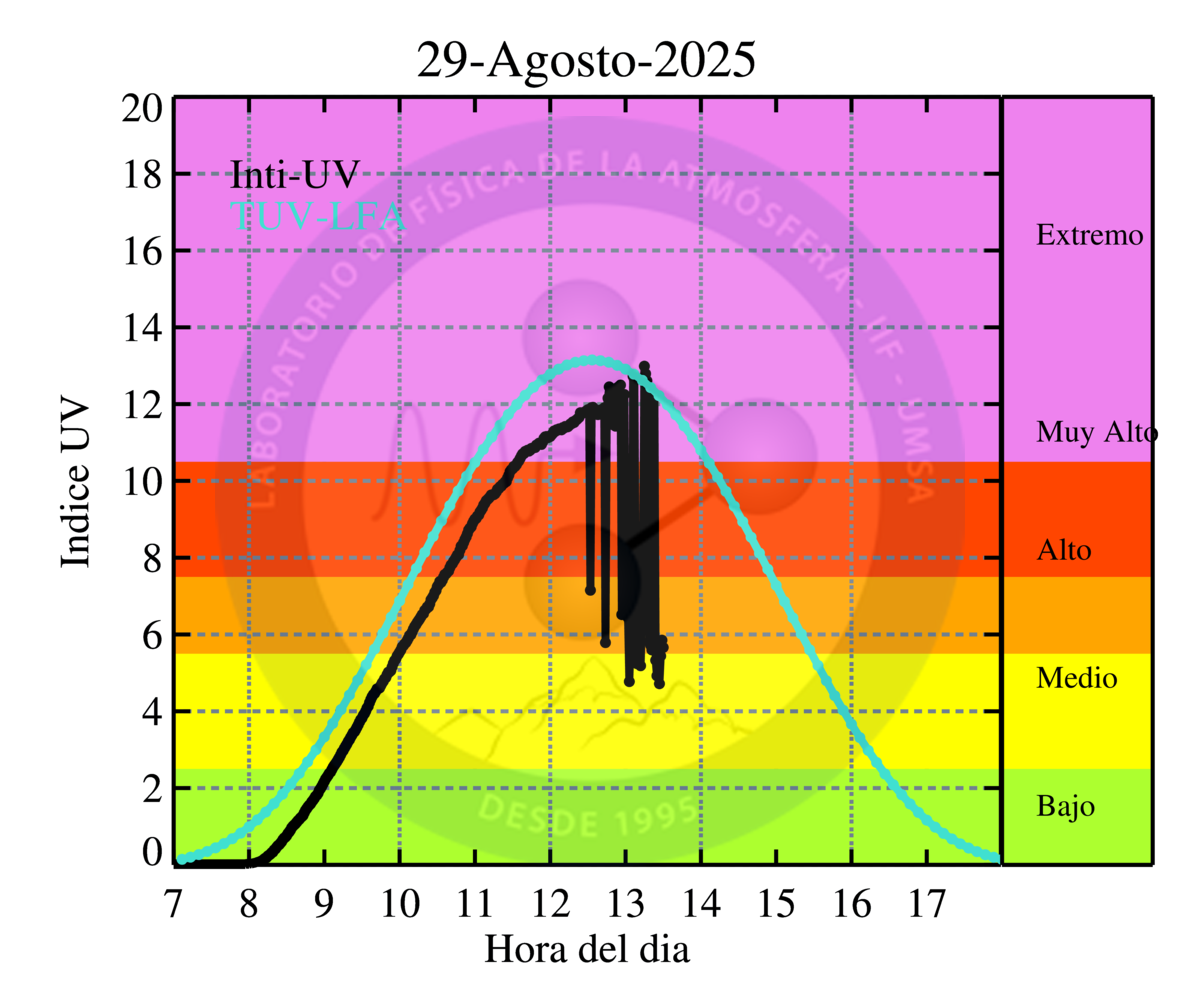 29-Agosto-2025
20
18
16
14
12
10
8
6
4
2
0
Indice UV
Inti-UV
TUV-LFA
LABORATORIO DE FÍSICA DE LA ATMÓSFERA - IIF - UMSA
DESDE 1995
Extremo
Muy Alto
Alto
Medio
Bajo
7 8 9 10 11 12 13 14 15 16 17
Hora del dia